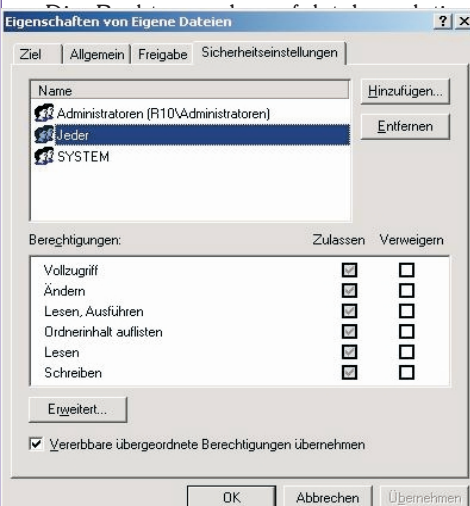 Eigenschaften von Eigene Dateien
Ziel Allgemein Freigabe Sicherheitseinstellungen
Name
Hinzufügen...
Administratoren (R10\Administratoren)
Jeder
Entfernen
SYSTEM
Berechtigungen: Zulassen Verweigern
Vollzugriff
Ändern
Lesen, Ausführen
Ordnerinhalt auflisten
Lesen
Schreiben
Erweitert...
Vererbbare übergeordnete Berechtigungen übernehmen
OK Abbrechen Übernehmen